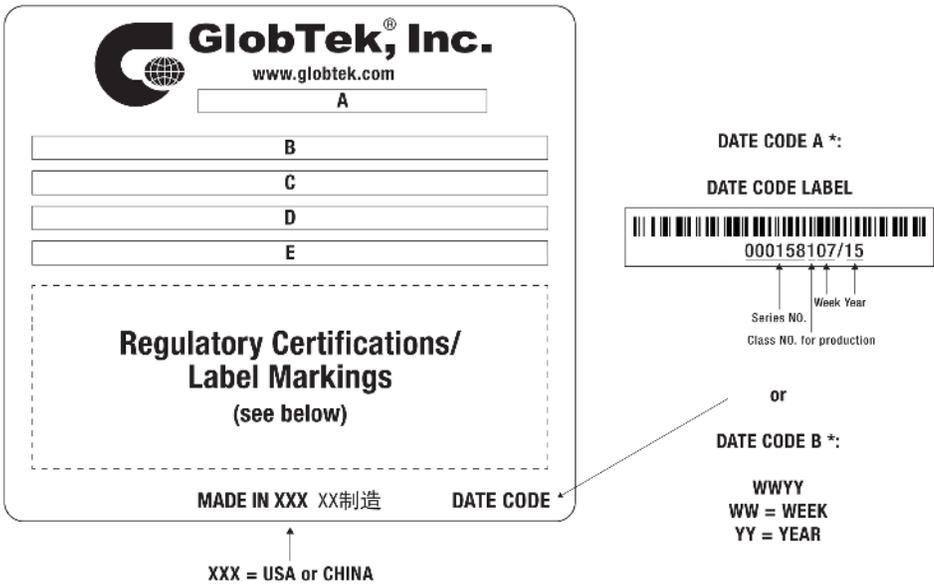 GlobTek,® Inc.
www.globtek.com
A
B
C
D
E
Regulatory Certifications/
Label Markings
(see below)
MADE IN XXX XX制造 DATE CODE
XXX = USA or CHINA
DATE CODE A *:
DATE CODE LABEL
000158107/15
Week Year
Series NO.
Class NO. for production
or
DATE CODE B *:
WWYY
WW = WEEK
YY = YEAR